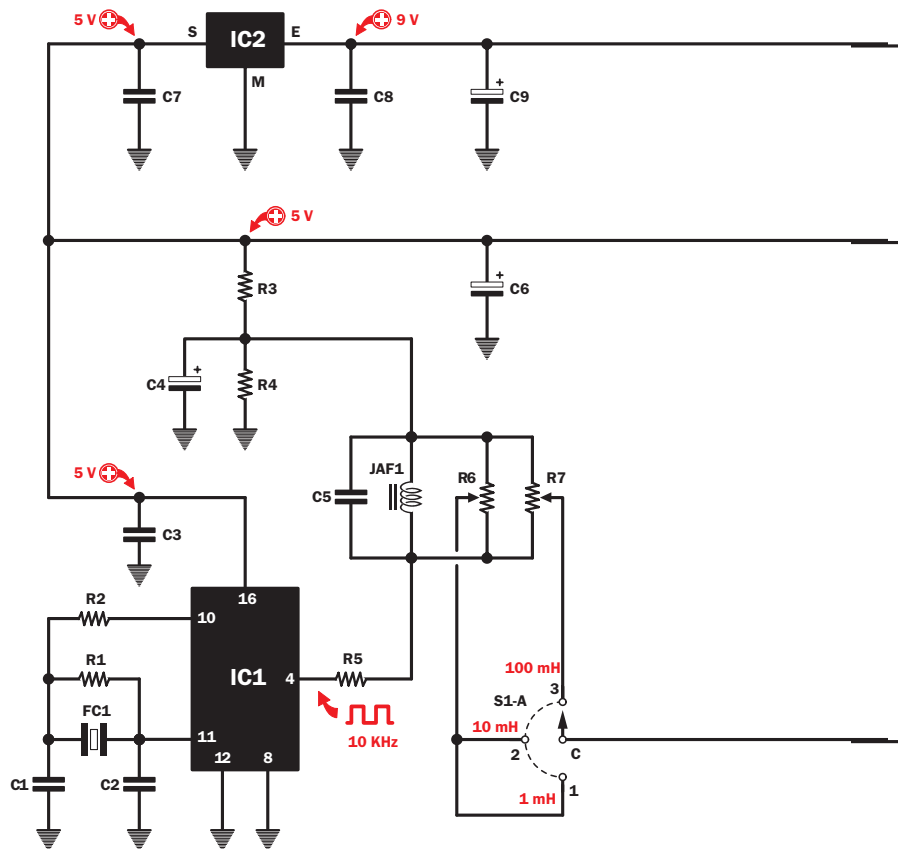 5 V
S
IC2
E
9 V
M
C7
C8
+
C9
5 V
R3
+
C6
C4
+
R4
5 V
JAF1
R6
R7
C5
C3
16
R2
10
R1
IC1
4
R5
FC1
11
10 KHz
12
8
C1
C2
100 mH
3
S1-A
10 mH
2
C
1 mH
1